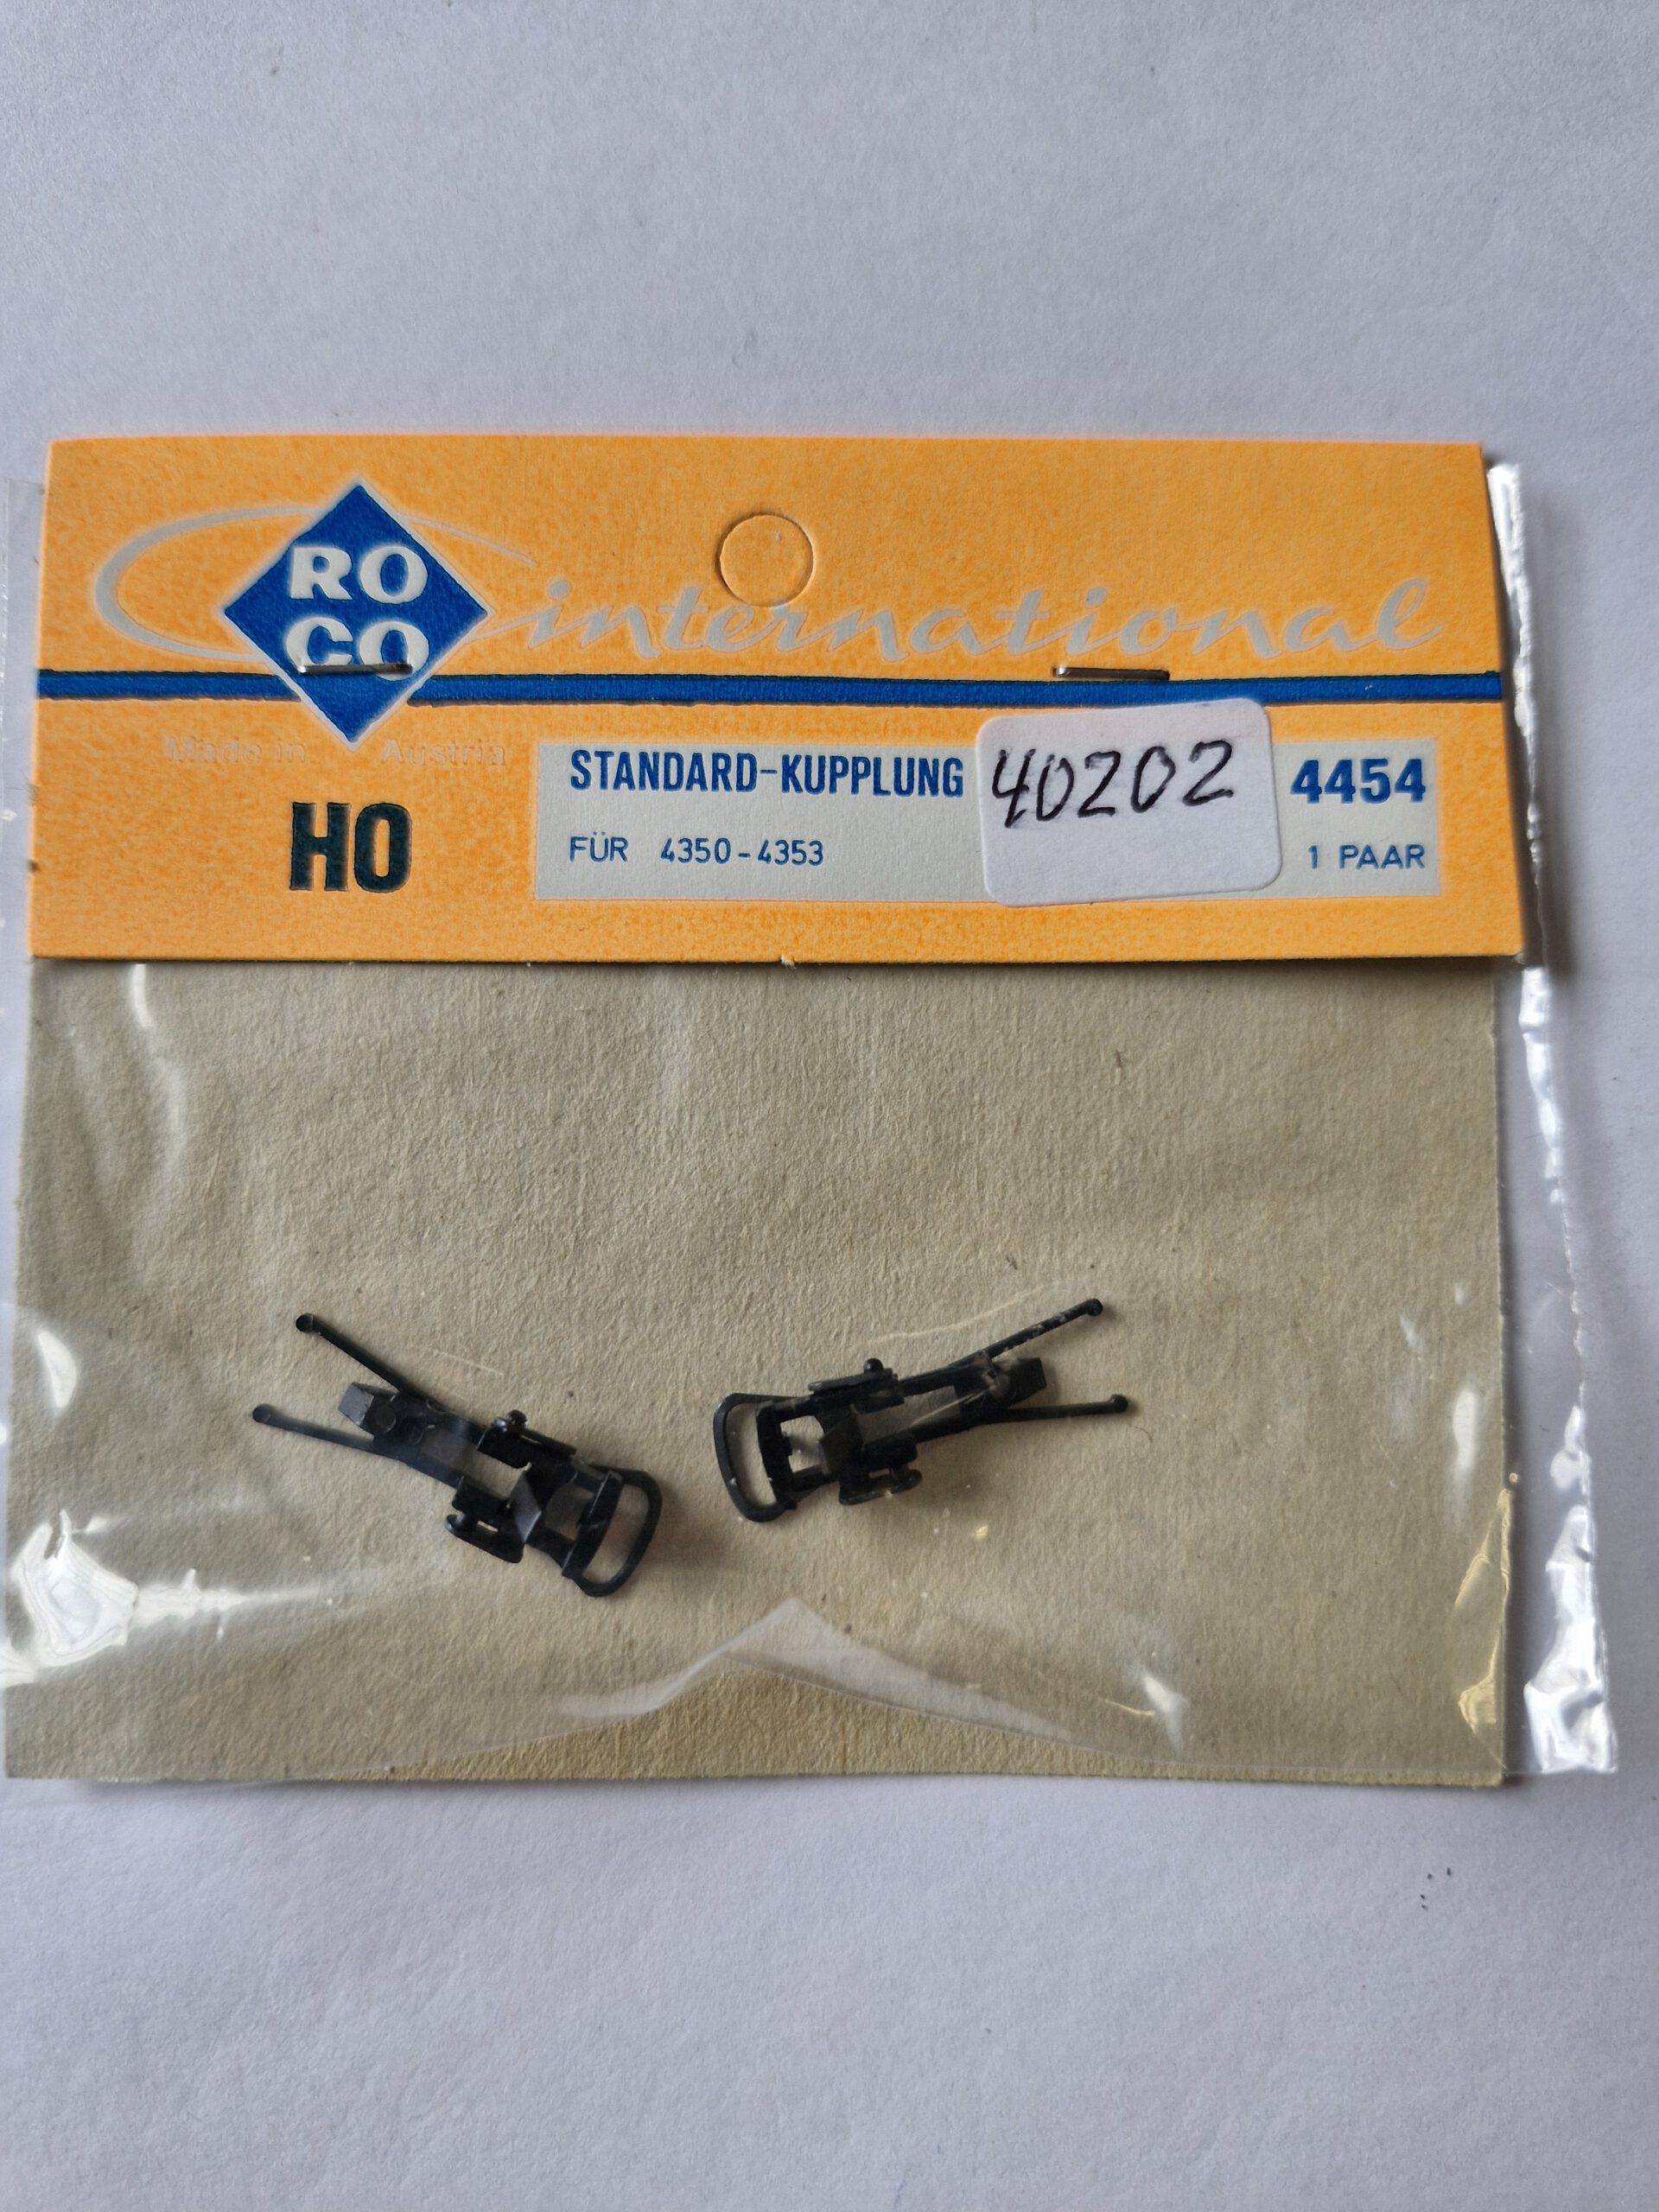 RO
CO
international
Made in Austria
HO
STANDARD-KUPPLUNG
40202
4454
FÜR 4350-4353
1 PAAR